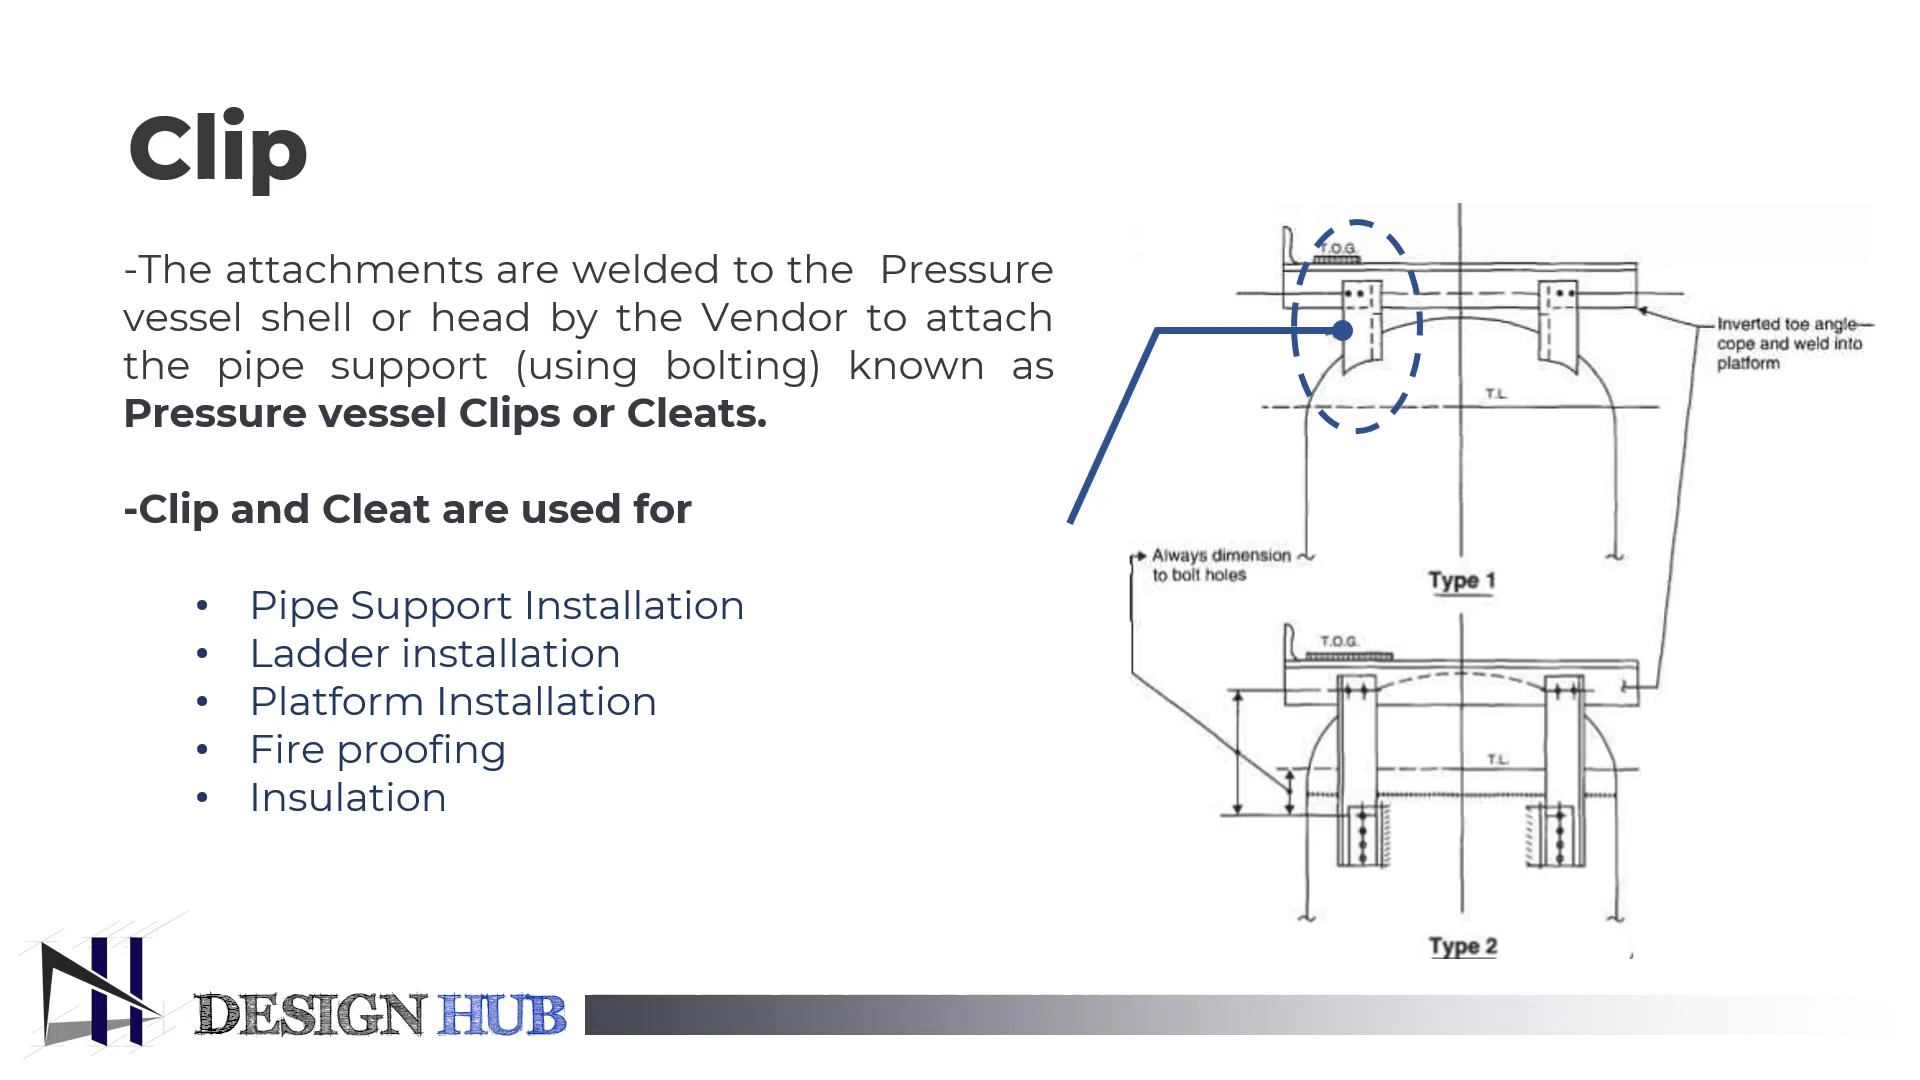 Clip
-The attachments are welded to the Pressure
vessel shell or head by the Vendor to attach
the pipe support (using bolting) known as
Pressure vessel Clips or Cleats.
-Clip and Cleat are used for
• Pipe Support Installation
• Ladder installation
• Platform Installation
• Fire proofing
• Insulation
T.O.G.
Inverted toe angle
cope and weld into
platform
T.L.
Always dimension
to bolt holes
Type 1
T.O.G.
T.L.
Type 2
DESIGN HUB